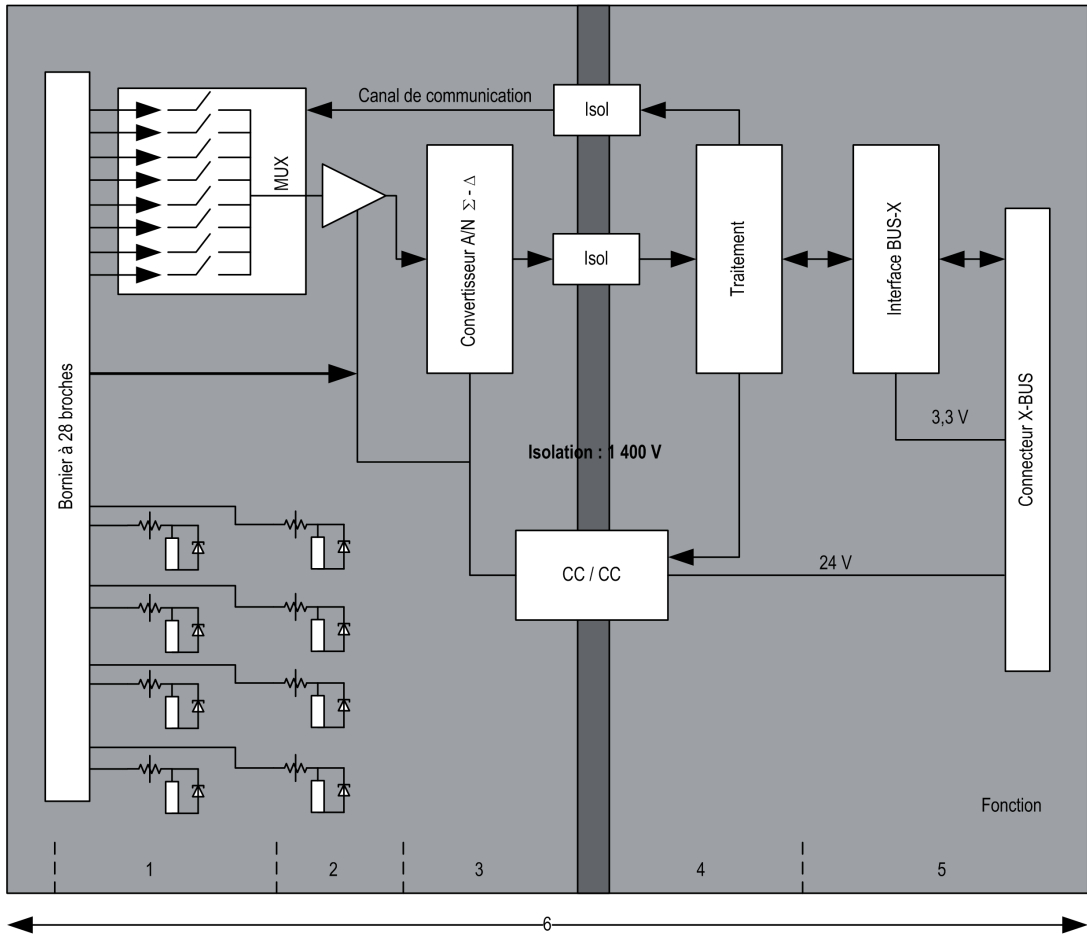 Canal de communication
Isol
MUX
Convertisseur A/N Σ - Δ
Isol
Traitement
Interface BUS-X
Bornier à 28 broches
Connecteur X-BUS
3,3 V
Isolation : 1 400 V
CC / CC
24 V
Fonction
1
2
3
4
5
6